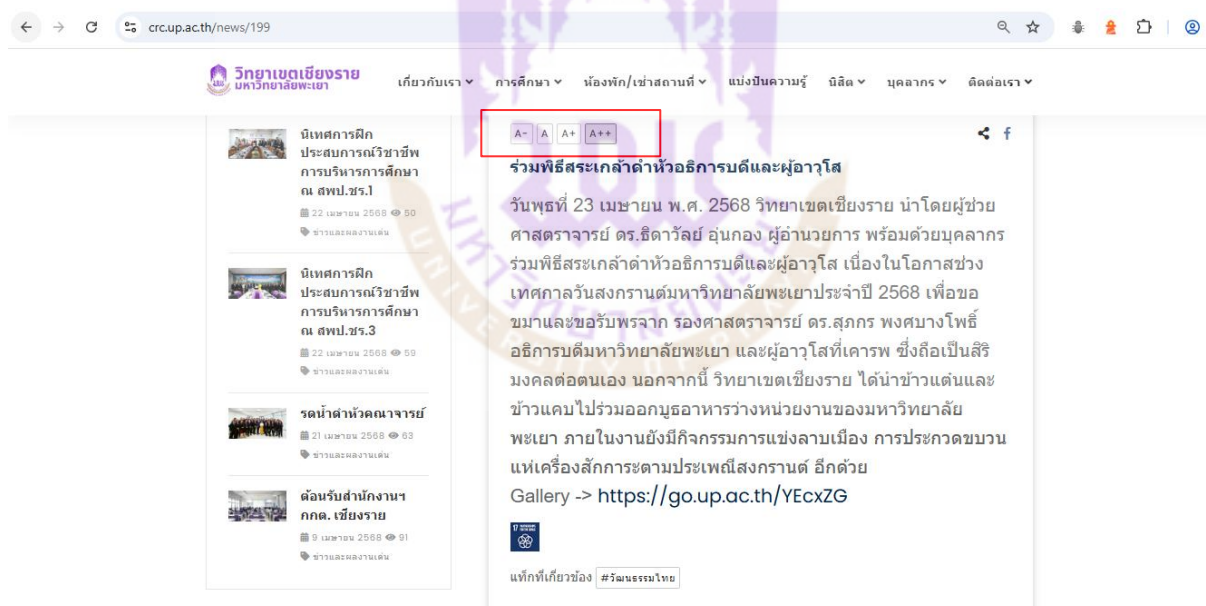 crc.up.ac.th/news/199
วิทยาเขตเชียงราย
มหาวิทยาลัยพะเยา
เกี่ยวกับเรา การศึกษา ห้องพัก/เช่าสถานที่ แบ่งปันความรู้ นิสิต บุคลากร ติดต่อเรา
นิเทศการฝึก
ประสบการณ์วิชาชีพ
การบริหารการศึกษา
ณ สพป.ชร.1
22 เมษายน 2568 50
ข่าวและผลงานเด่น
นิเทศการฝึก
ประสบการณ์วิชาชีพ
การบริหารการศึกษา
ณ สพป.ชร.3
22 เมษายน 2568 59
ข่าวและผลงานเด่น
รดน้ำดำหัวคณาจารย์
21 เมษายน 2568 63
ข่าวและผลงานเด่น
ต้อนรับสำนักงานฯ
กกต. เชียงราย
9 เมษายน 2568 91
ข่าวและผลงานเด่น
A- A A+ A++
ร่วมพิธีสระเกล้าดำหัวอธิการบดีและผู้อาวุโส
วันพุธที่ 23 เมษายน พ.ศ. 2568 วิทยาเขตเชียงราย นำโดยผู้ช่วย
ศาสตราจารย์ ดร.ธิดาวัลย์ อุ่นกอง ผู้อำนวยการ พร้อมด้วยบุคลากร
ร่วมพิธีสระเกล้าดำหัวอธิการบดีและผู้อาวุโส เนื่องในโอกาสช่วง
เทศกาลวันสงกรานต์มหาวิทยาลัยพะเยาประจำปี 2568 เพื่อขอ
ขมาและขอรับพรจาก รองศาสตราจารย์ ดร.สุภกร พงศบางโพธิ์
อธิการบดีมหาวิทยาลัยพะเยา และผู้อาวุโสที่เคารพ ซึ่งถือเป็นสิริ
มงคลต่อตนเอง นอกจากนี้ วิทยาเขตเชียงราย ได้นำข้าวแต๋นและ
ข้าวแคบไปร่วมออกบูธอาหารว่างหน่วยงานของมหาวิทยาลัย
พะเยา ภายในงานยังมีกิจกรรมการแข่งลาบเมือง การประกวดขบวน
แห่เครื่องสักการะตามประเพณีสงกรานต์ อีกด้วย
Gallery -> https://go.up.ac.th/YEcxZG
17
แท็กที่เกี่ยวข้อง #วัฒนธรรมไทย
มหาวิทยาลัยพะเยา
UNIVERSITY OF PHAYAO